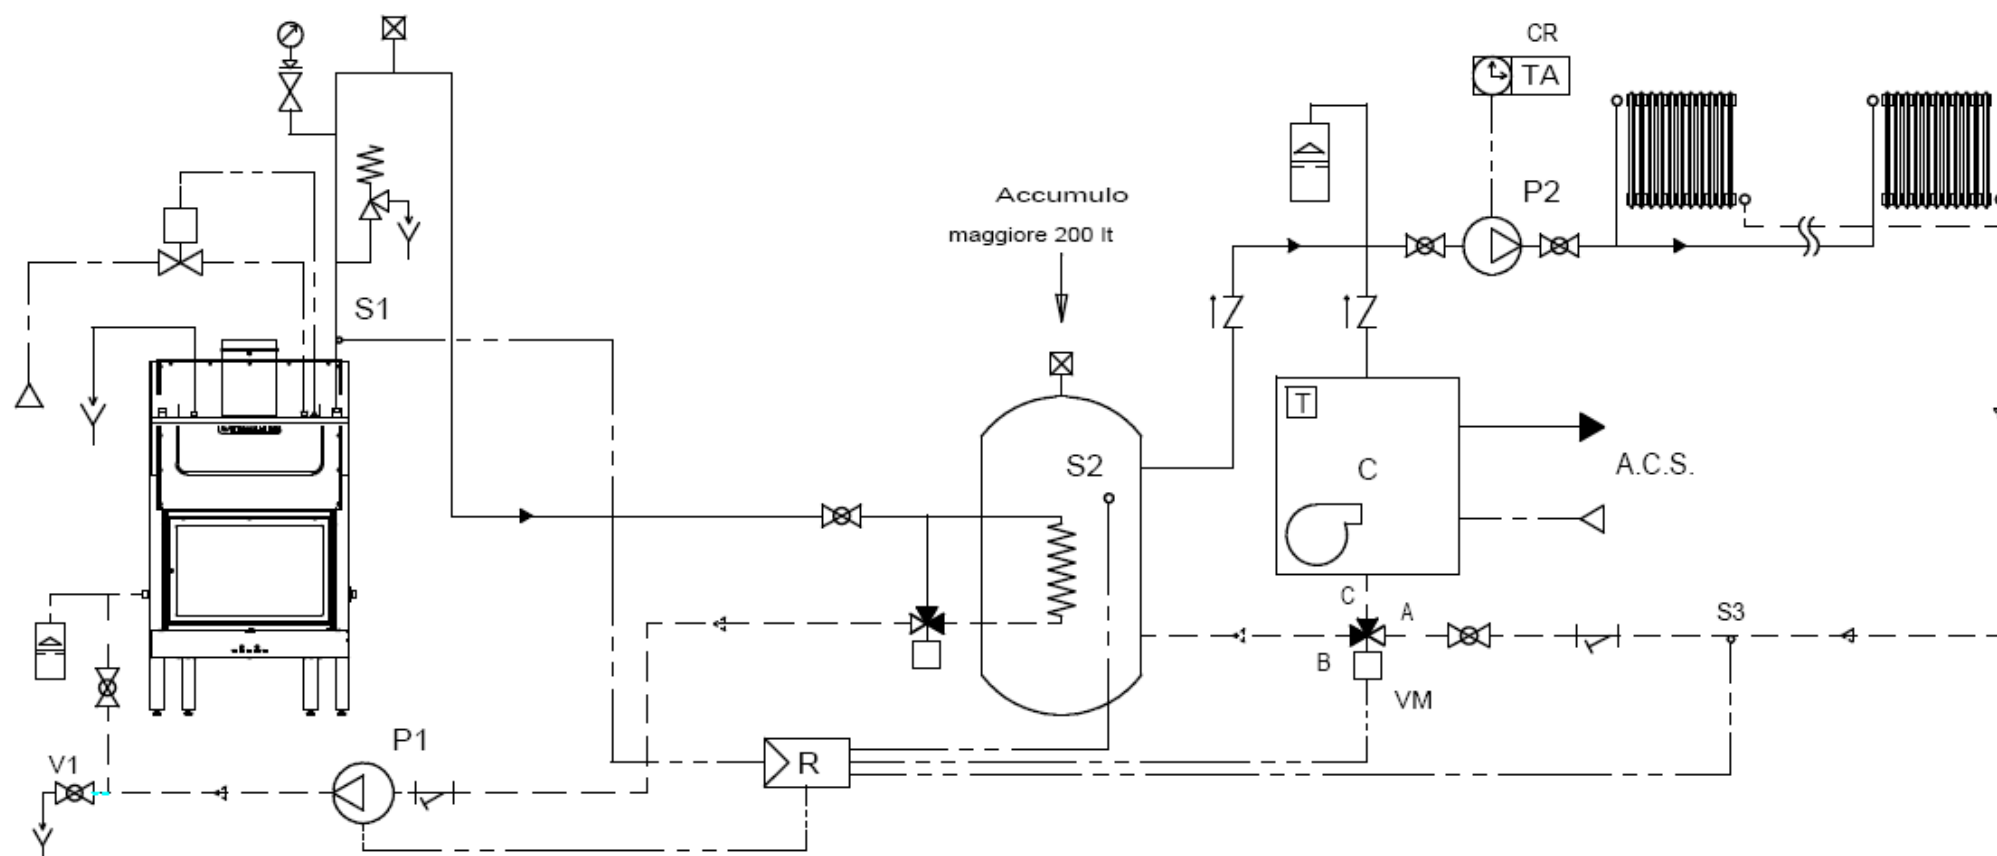 CR
TA
P2
Accumulo
maggiore 200 lt
S1
T
S2
C
A.C.S.
C
A
S3
B
VM
P1
V1
R